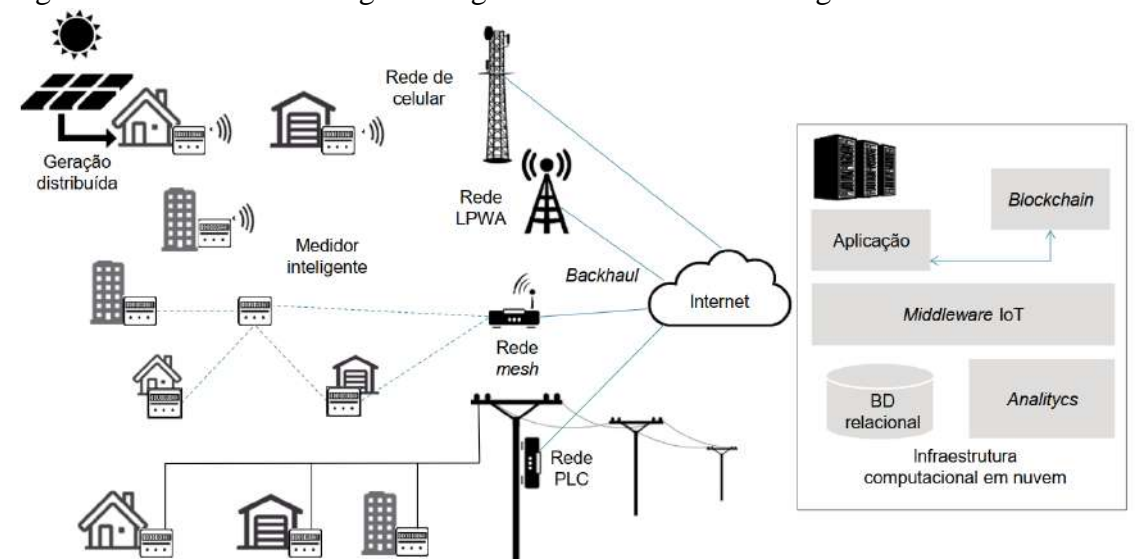 Rede de
celular
Geração
distribuída
Rede
LPWA
Blockchain
Aplicação
Medidor
inteligente
Backhaul
Internet
Middleware IoT
Rede
mesh
BD
relacional
Analitycs
Rede
PLC
Infraestrutura
computacional em nuvem